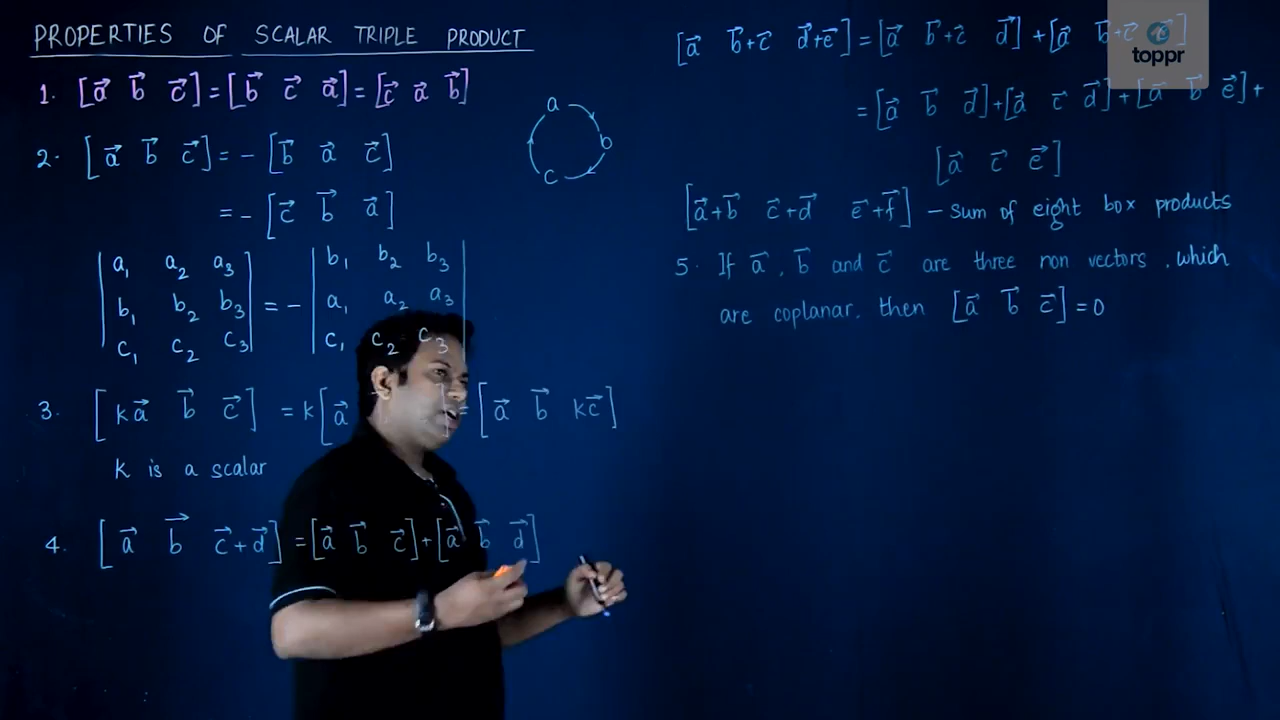 PROPERTIES OF SCALAR TRIPLE PRODUCT
1. [a⃗ b⃗ c⃗] = [b⃗ c⃗ a⃗] = [c⃗ a⃗ b⃗]
a
b
c
2. [a⃗ b⃗ c⃗] = - [b⃗ a⃗ c⃗]
= - [c⃗ b⃗ a⃗]
| a₁ a₂ a₃ | | b₁ b₂ b₃ |
| b₁ b₂ b₃ | = - | a₁ a₂ a₃ |
| c₁ c₂ c₃ | | c₁ c₂ c₃ |
3. [ka⃗ b⃗ c⃗] = k[a⃗ ] = [a⃗ b⃗ kc⃗]
k is a scalar
4. [a⃗ b⃗ c⃗+d⃗] = [a⃗ b⃗ c⃗] + [a⃗ b⃗ d⃗]
[a⃗ b⃗+c⃗ d⃗+e⃗] = [a⃗ b⃗+c⃗ d⃗] + [a⃗ b⃗+c⃗ e⃗]
toppr
= [a⃗ b⃗ d⃗] + [a⃗ c⃗ d⃗] + [a⃗ b⃗ e⃗] +
[a⃗ c⃗ e⃗]
[a⃗+b⃗ c⃗+d⃗ e⃗+f⃗] - Sum of eight box products
5. If a⃗, b⃗ and c⃗ are three non vectors, which
are coplanar. then [a⃗ b⃗ c⃗] = 0